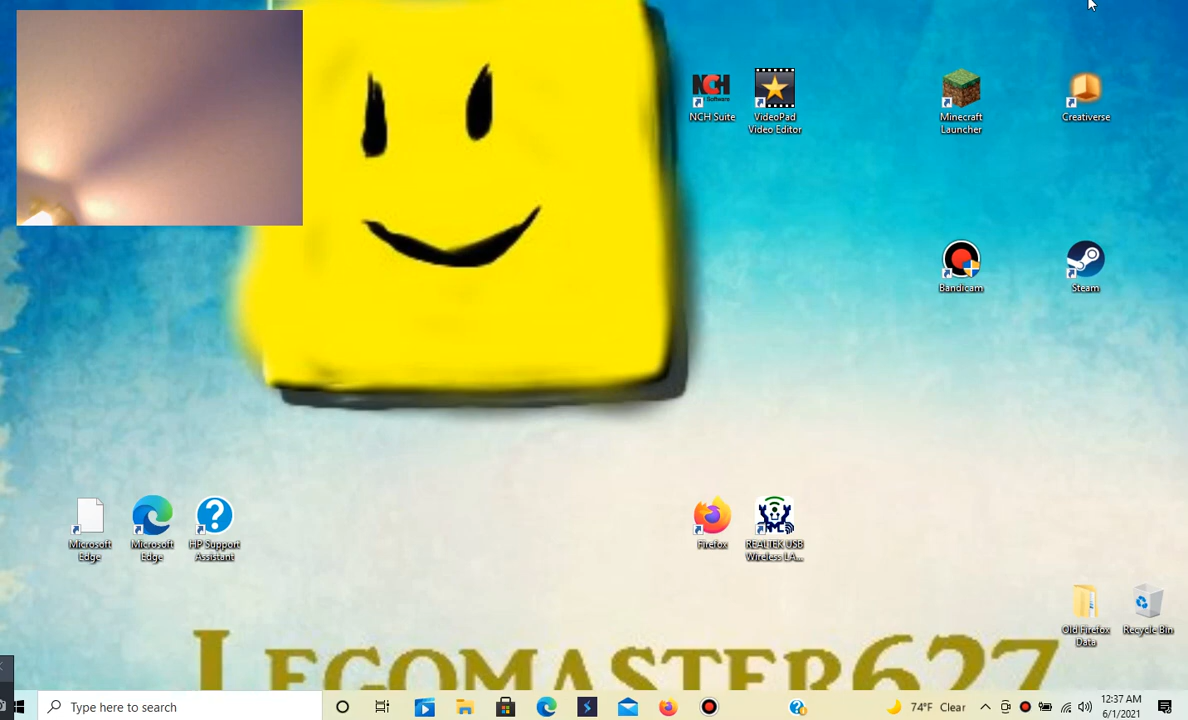 NCH
Software
NCH Suite
VideoPad
Video Editor
Minecraft
Launcher
Creativerse
Bandicam
Steam
Microsoft
Edge
Microsoft
Edge
HP Support
Assistant
Firefox
REALTEK USB
Wireless LA...
Old Firefox
Data
Recycle Bin
LEGOMASTER627
Type here to search
74°F Clear
12:37 AM
6/1/2021